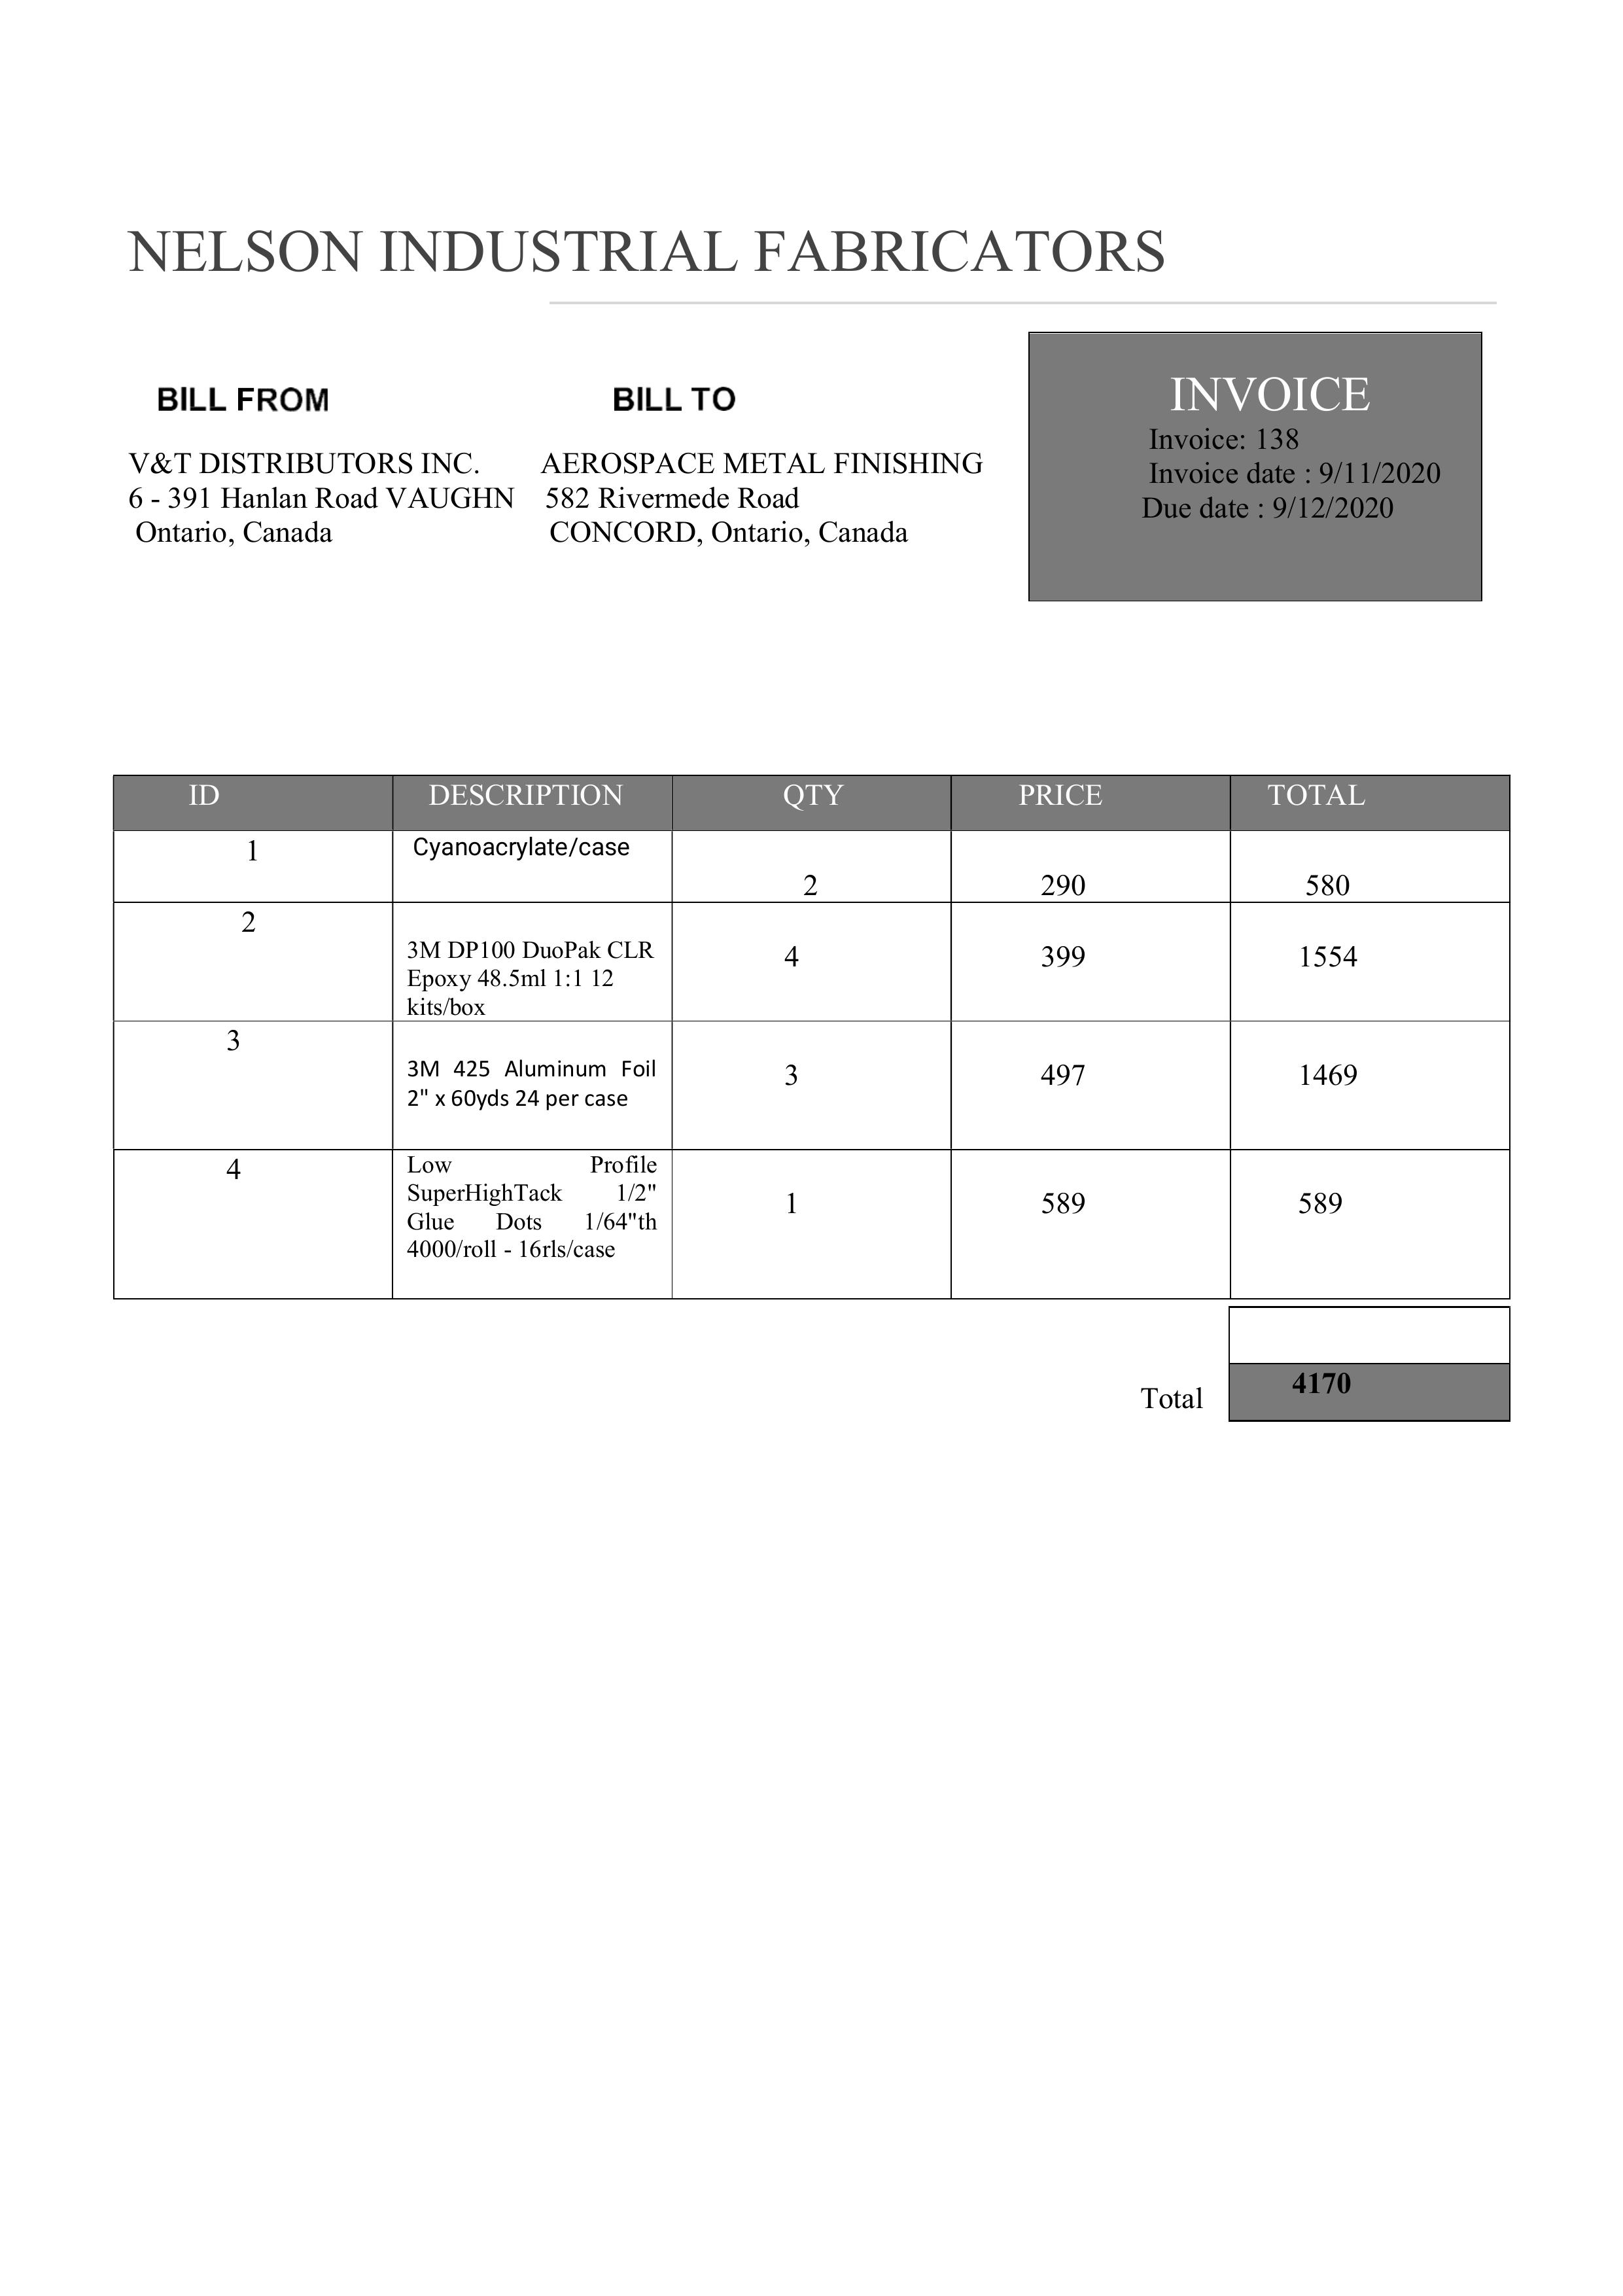 NELSON INDUSTRIAL FABRICATORS
BILL FROM
V&T DISTRIBUTORS INC.
6 - 391 Hanlan Road VAUGHN
Ontario, Canada
BILL TO
AEROSPACE METAL FINISHING
582 Rivermede Road
CONCORD, Ontario, Canada
INVOICE
Invoice: 138
Invoice date : 9/11/2020
Due date : 9/12/2020
ID DESCRIPTION QTY PRICE TOTAL
1 Cyanoacrylate/case 2 290 580
2
3M DP100 DuoPak CLR
Epoxy 48.5ml 1:1 12
kits/box
4 399 1554
3
3M 425 Aluminum Foil
2" x 60yds 24 per case
3 497 1469
4
Low Profile
SuperHighTack 1/2"
Glue Dots 1/64"th
4000/roll - 16rls/case
1 589 589
Total 4170